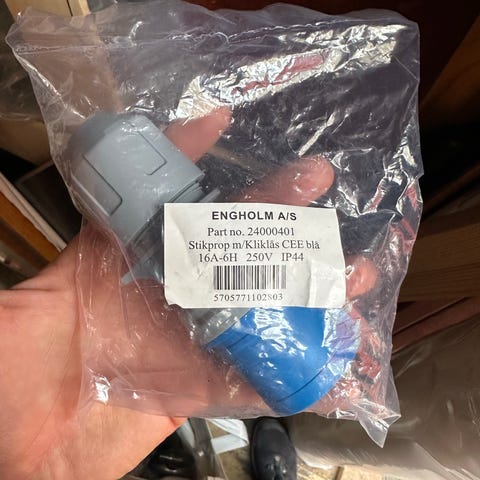 ENGHOLM A/S
Part no. 24000401
Stikprop m/Kliklås CEE blå
16A-6H 250V IP44
5705771102803